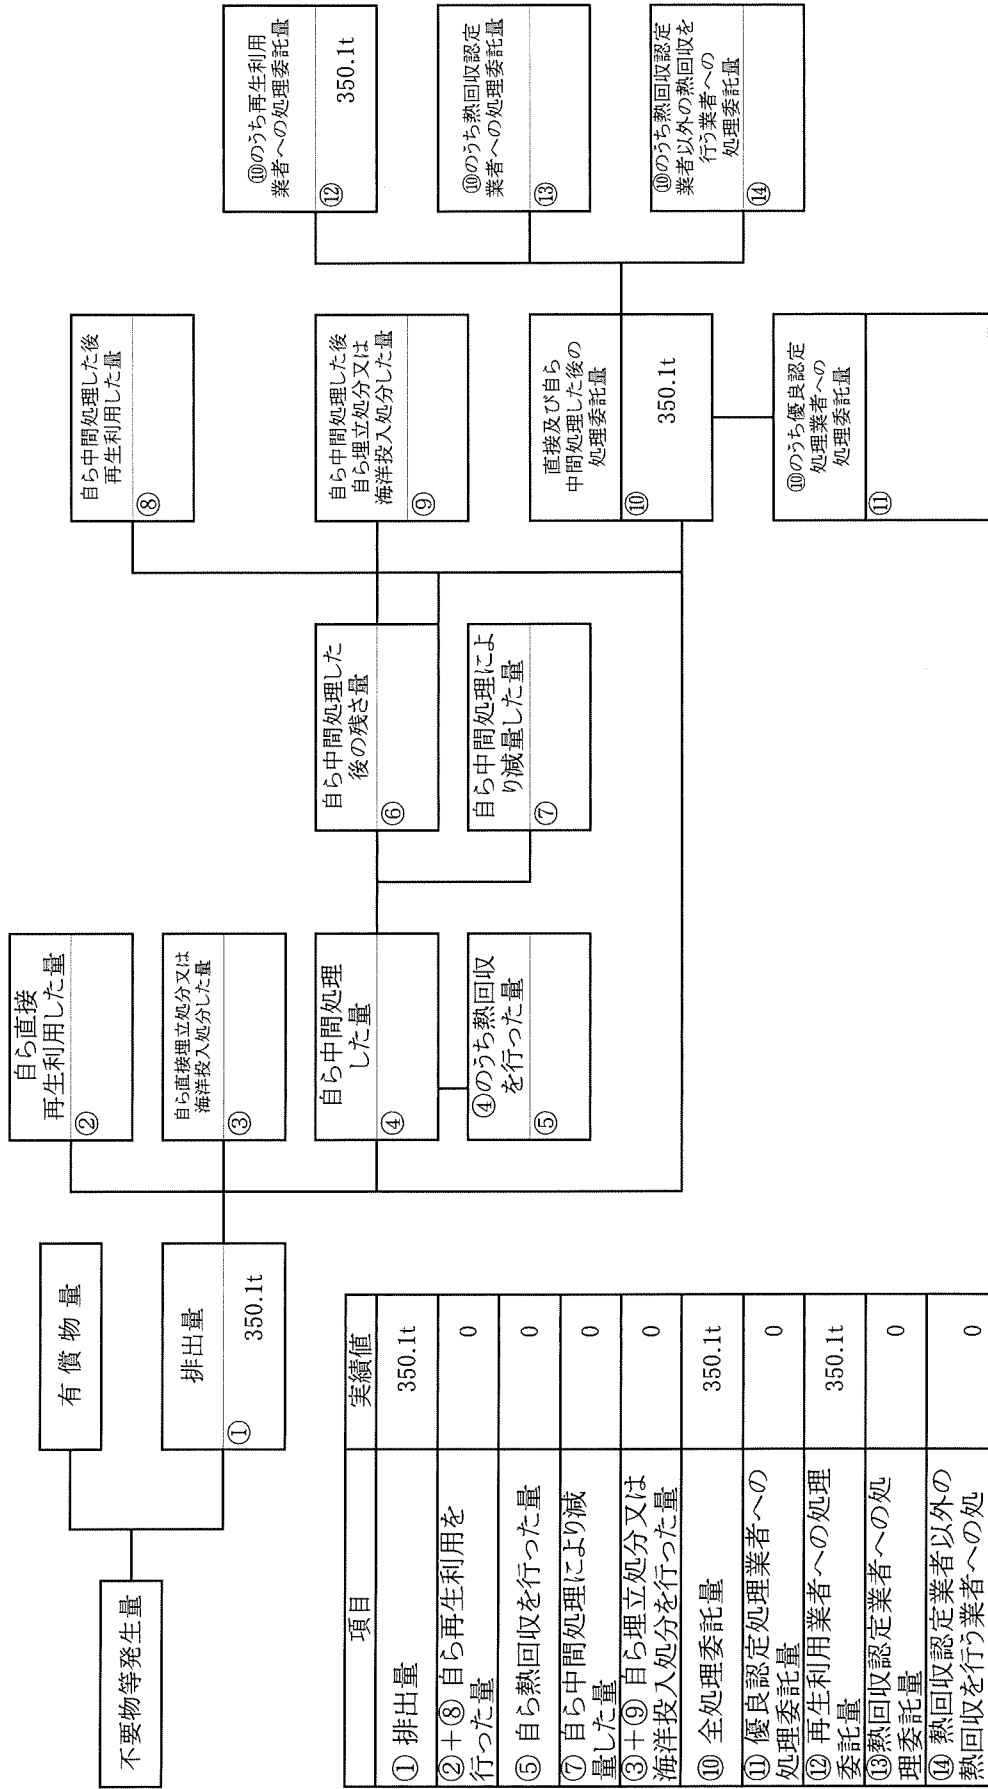 不要物等発生量
有償物量
排出量
①
350.1t
自ら直接
再生利用した量
②
自ら直接埋立処分又は
海洋投入処分した量
③
自ら中間処理
した量
④
④のうち熱回収
を行った量
⑤
自ら中間処理した
後の残さ量
⑥
自ら中間処理によ
り減量した量
⑦
自ら中間処理した後
再生利用した量
⑧
自ら中間処理した後
自ら埋立処分又は
海洋投入処分した量
⑨
直接及び自ら
中間処理した後の
処理委託量
⑩
350.1t
⑩のうち優良認定
処理業者への
処理委託量
⑪
⑩のうち再生利用
業者への処理委託量
⑫
350.1t
⑩のうち熱回収認定
業者への処理委託量
⑬
⑩のうち熱回収認定
業者以外の熱回収を
行う業者への
処理委託量
⑭
項目 実績値
① 排出量 350.1t
②+⑧ 自ら再生利用を
行った量 0
⑤ 自ら熱回収を行った量 0
⑦ 自ら中間処理により減
量した量 0
③+⑨ 自ら埋立処分又は
海洋投入処分を行った量 0
⑩ 全処理委託量 350.1t
⑪ 優良認定処理業者への
処理委託量 0
⑫ 再生利用業者への処理
委託量 350.1t
⑬熱回収認定業者への処
理委託量 0
⑭ 熱回収認定業者以外の
熱回収を行う業者への処 0